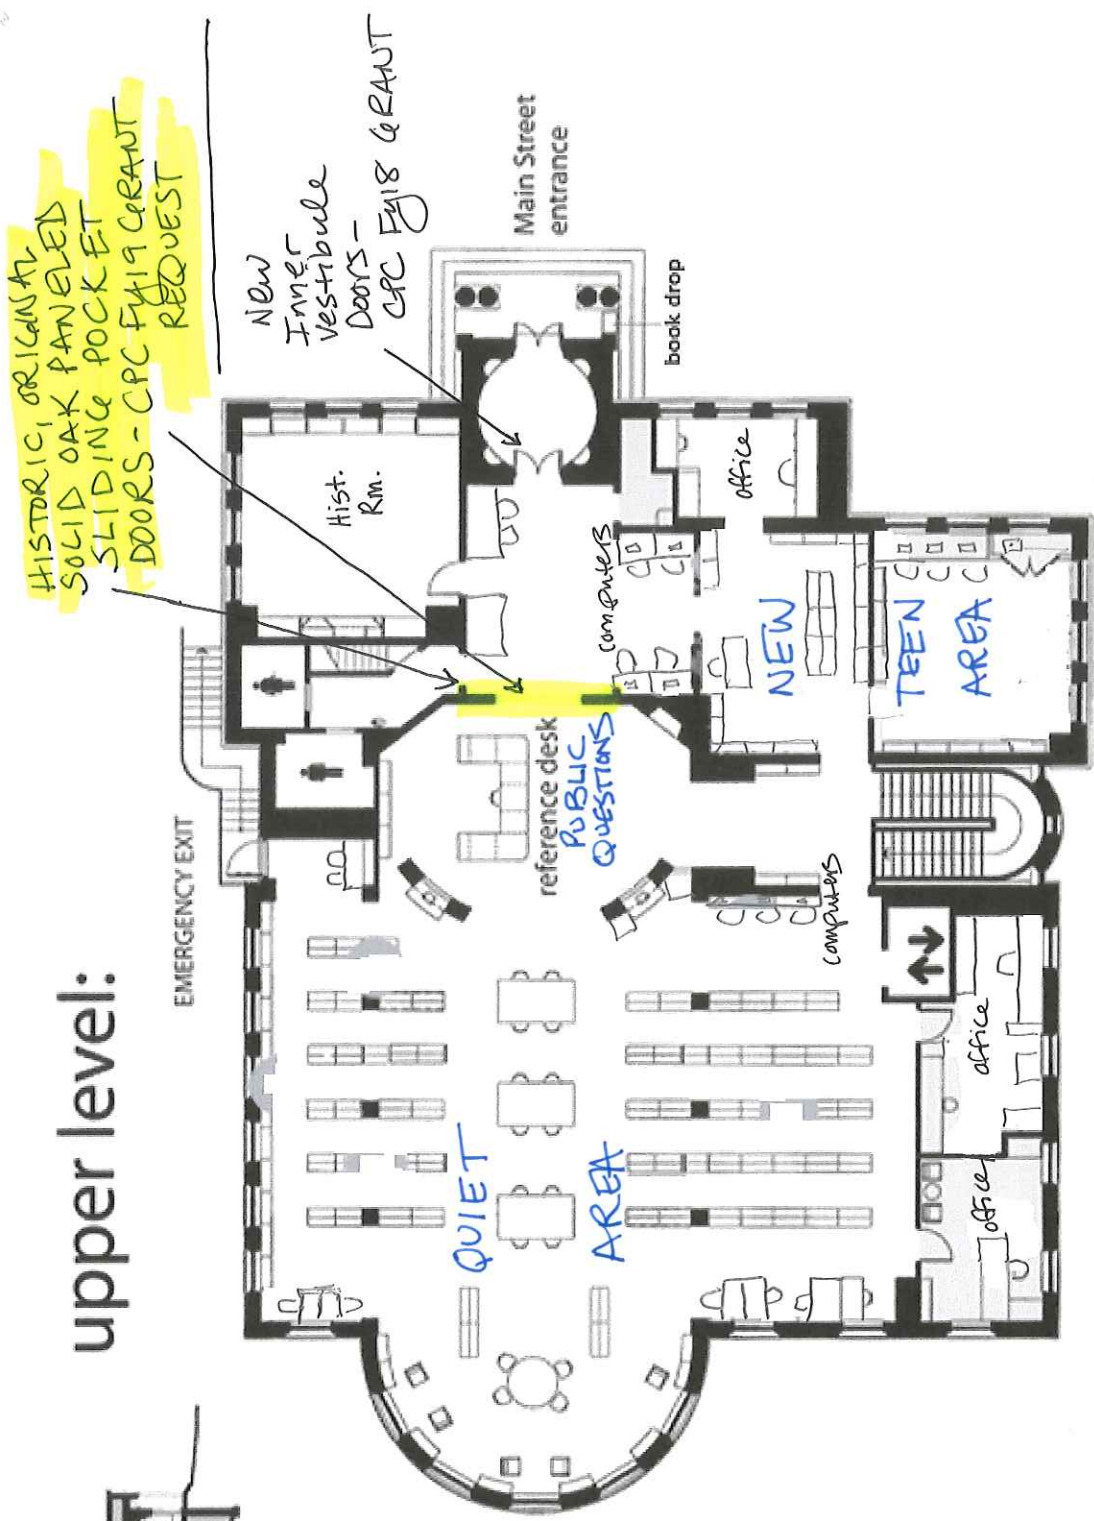 upper level:
HISTORIC, ORIGINAL
SOLID OAK PANELED
SLIDING POCKET
DOORS - CPC FY19 GRANT
REQUEST
New
Inner
Vestibule
Doors -
CPC FY18 GRANT
EMERGENCY EXIT
Hist.
Rm.
Main Street
entrance
book drop
office
computers
reference desk
PUBLIC
QUESTIONS
NEW
TEEN
AREA
computers
QUIET
AREA
office
office